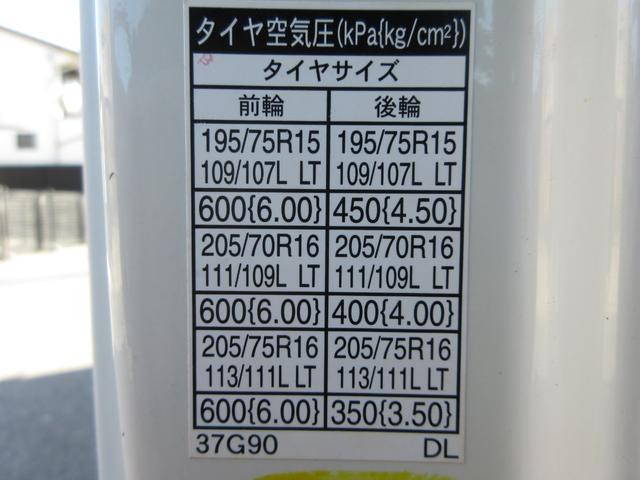 タイヤ空気圧(kPa{kg/cm²})
タイヤサイズ
前輪 後輪
195/75R15 195/75R15
109/107L LT 109/107L LT
600{6.00} 450{4.50}
205/70R16 205/70R16
111/109L LT 111/109L LT
600{6.00} 400{4.00}
205/75R16 205/75R16
113/111L LT 113/111L LT
600{6.00} 350{3.50}
37G90 DL